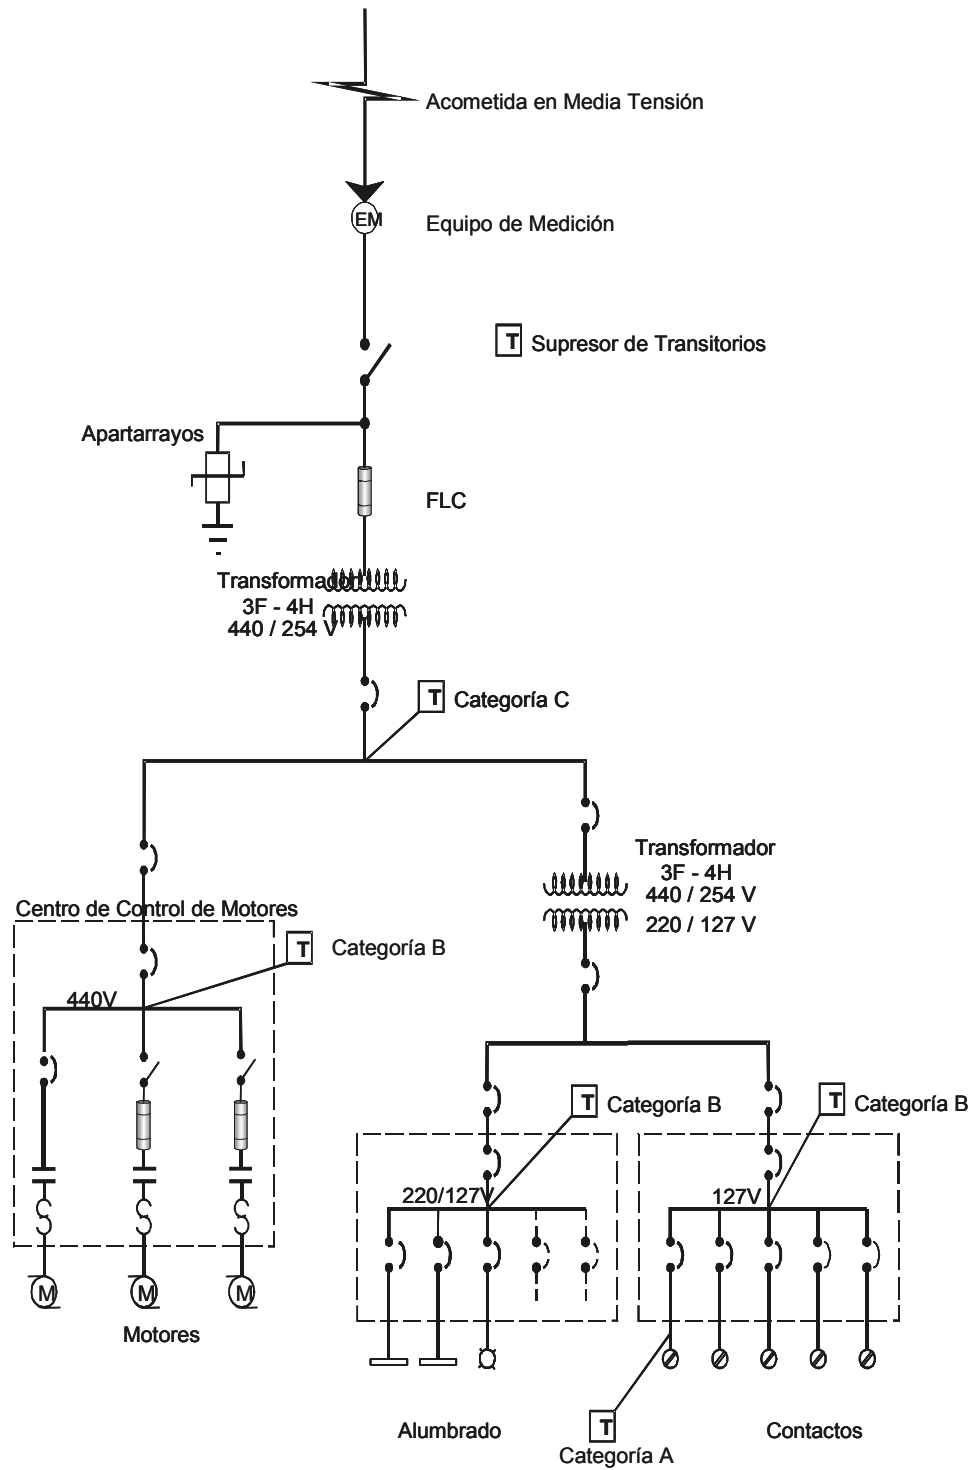 Acometida en Media Tensión
EM
Equipo de Medición
T Supresor de Transitorios
Apartarrayos
FLC
Transformador
3F - 4H
440 / 254 V
T Categoría C
Transformador
3F - 4H
440 / 254 V
220 / 127 V
Centro de Control de Motores
T Categoría B
440V
T Categoría B
T Categoría B
220/127V
127V
M
M
M
Motores
Alumbrado
T
Categoría A
Contactos